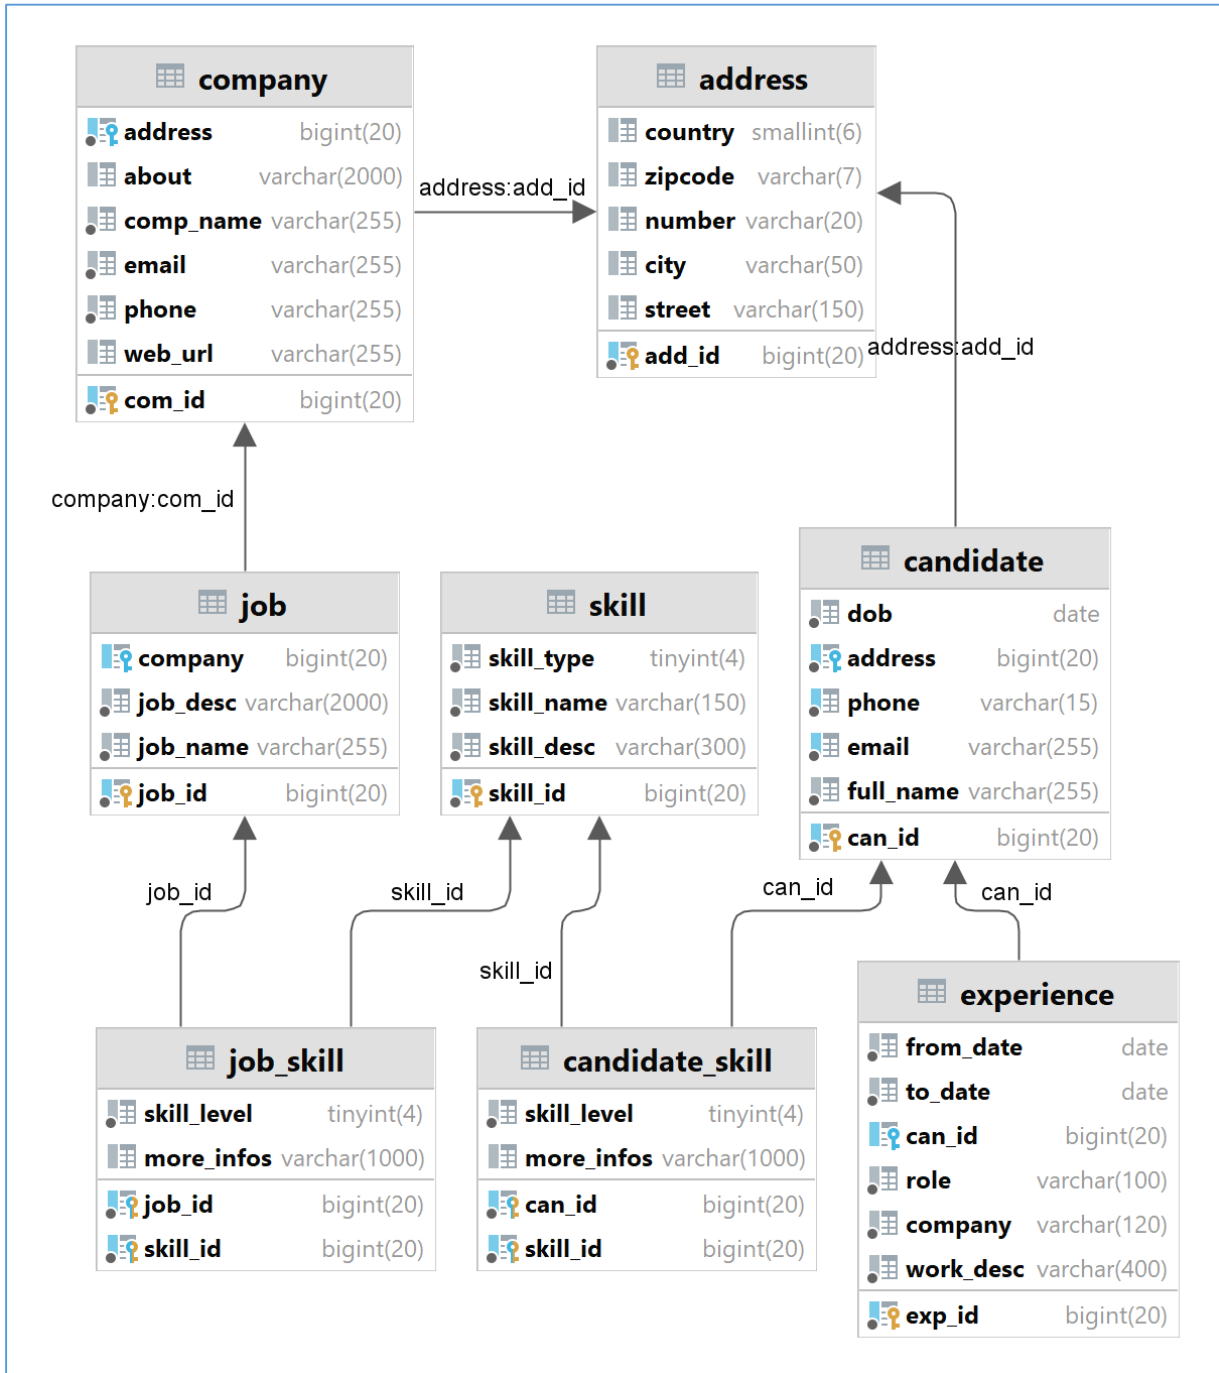 company
address bigint(20)
about varchar(2000)
comp_name varchar(255)
email varchar(255)
phone varchar(255)
web_url varchar(255)
com_id bigint(20)
address:add_id
address
country smallint(6)
zipcode varchar(7)
number varchar(20)
city varchar(50)
street varchar(150)
add_id bigint(20)
address:add_id
company:com_id
job
company bigint(20)
job_desc varchar(2000)
job_name varchar(255)
job_id bigint(20)
skill
skill_type tinyint(4)
skill_name varchar(150)
skill_desc varchar(300)
skill_id bigint(20)
candidate
dob date
address bigint(20)
phone varchar(15)
email varchar(255)
full_name varchar(255)
can_id bigint(20)
job_id
skill_id
skill_id
can_id
can_id
job_skill
skill_level tinyint(4)
more_infos varchar(1000)
job_id bigint(20)
skill_id bigint(20)
candidate_skill
skill_level tinyint(4)
more_infos varchar(1000)
can_id bigint(20)
skill_id bigint(20)
experience
from_date date
to_date date
can_id bigint(20)
role varchar(100)
company varchar(120)
work_desc varchar(400)
exp_id bigint(20)